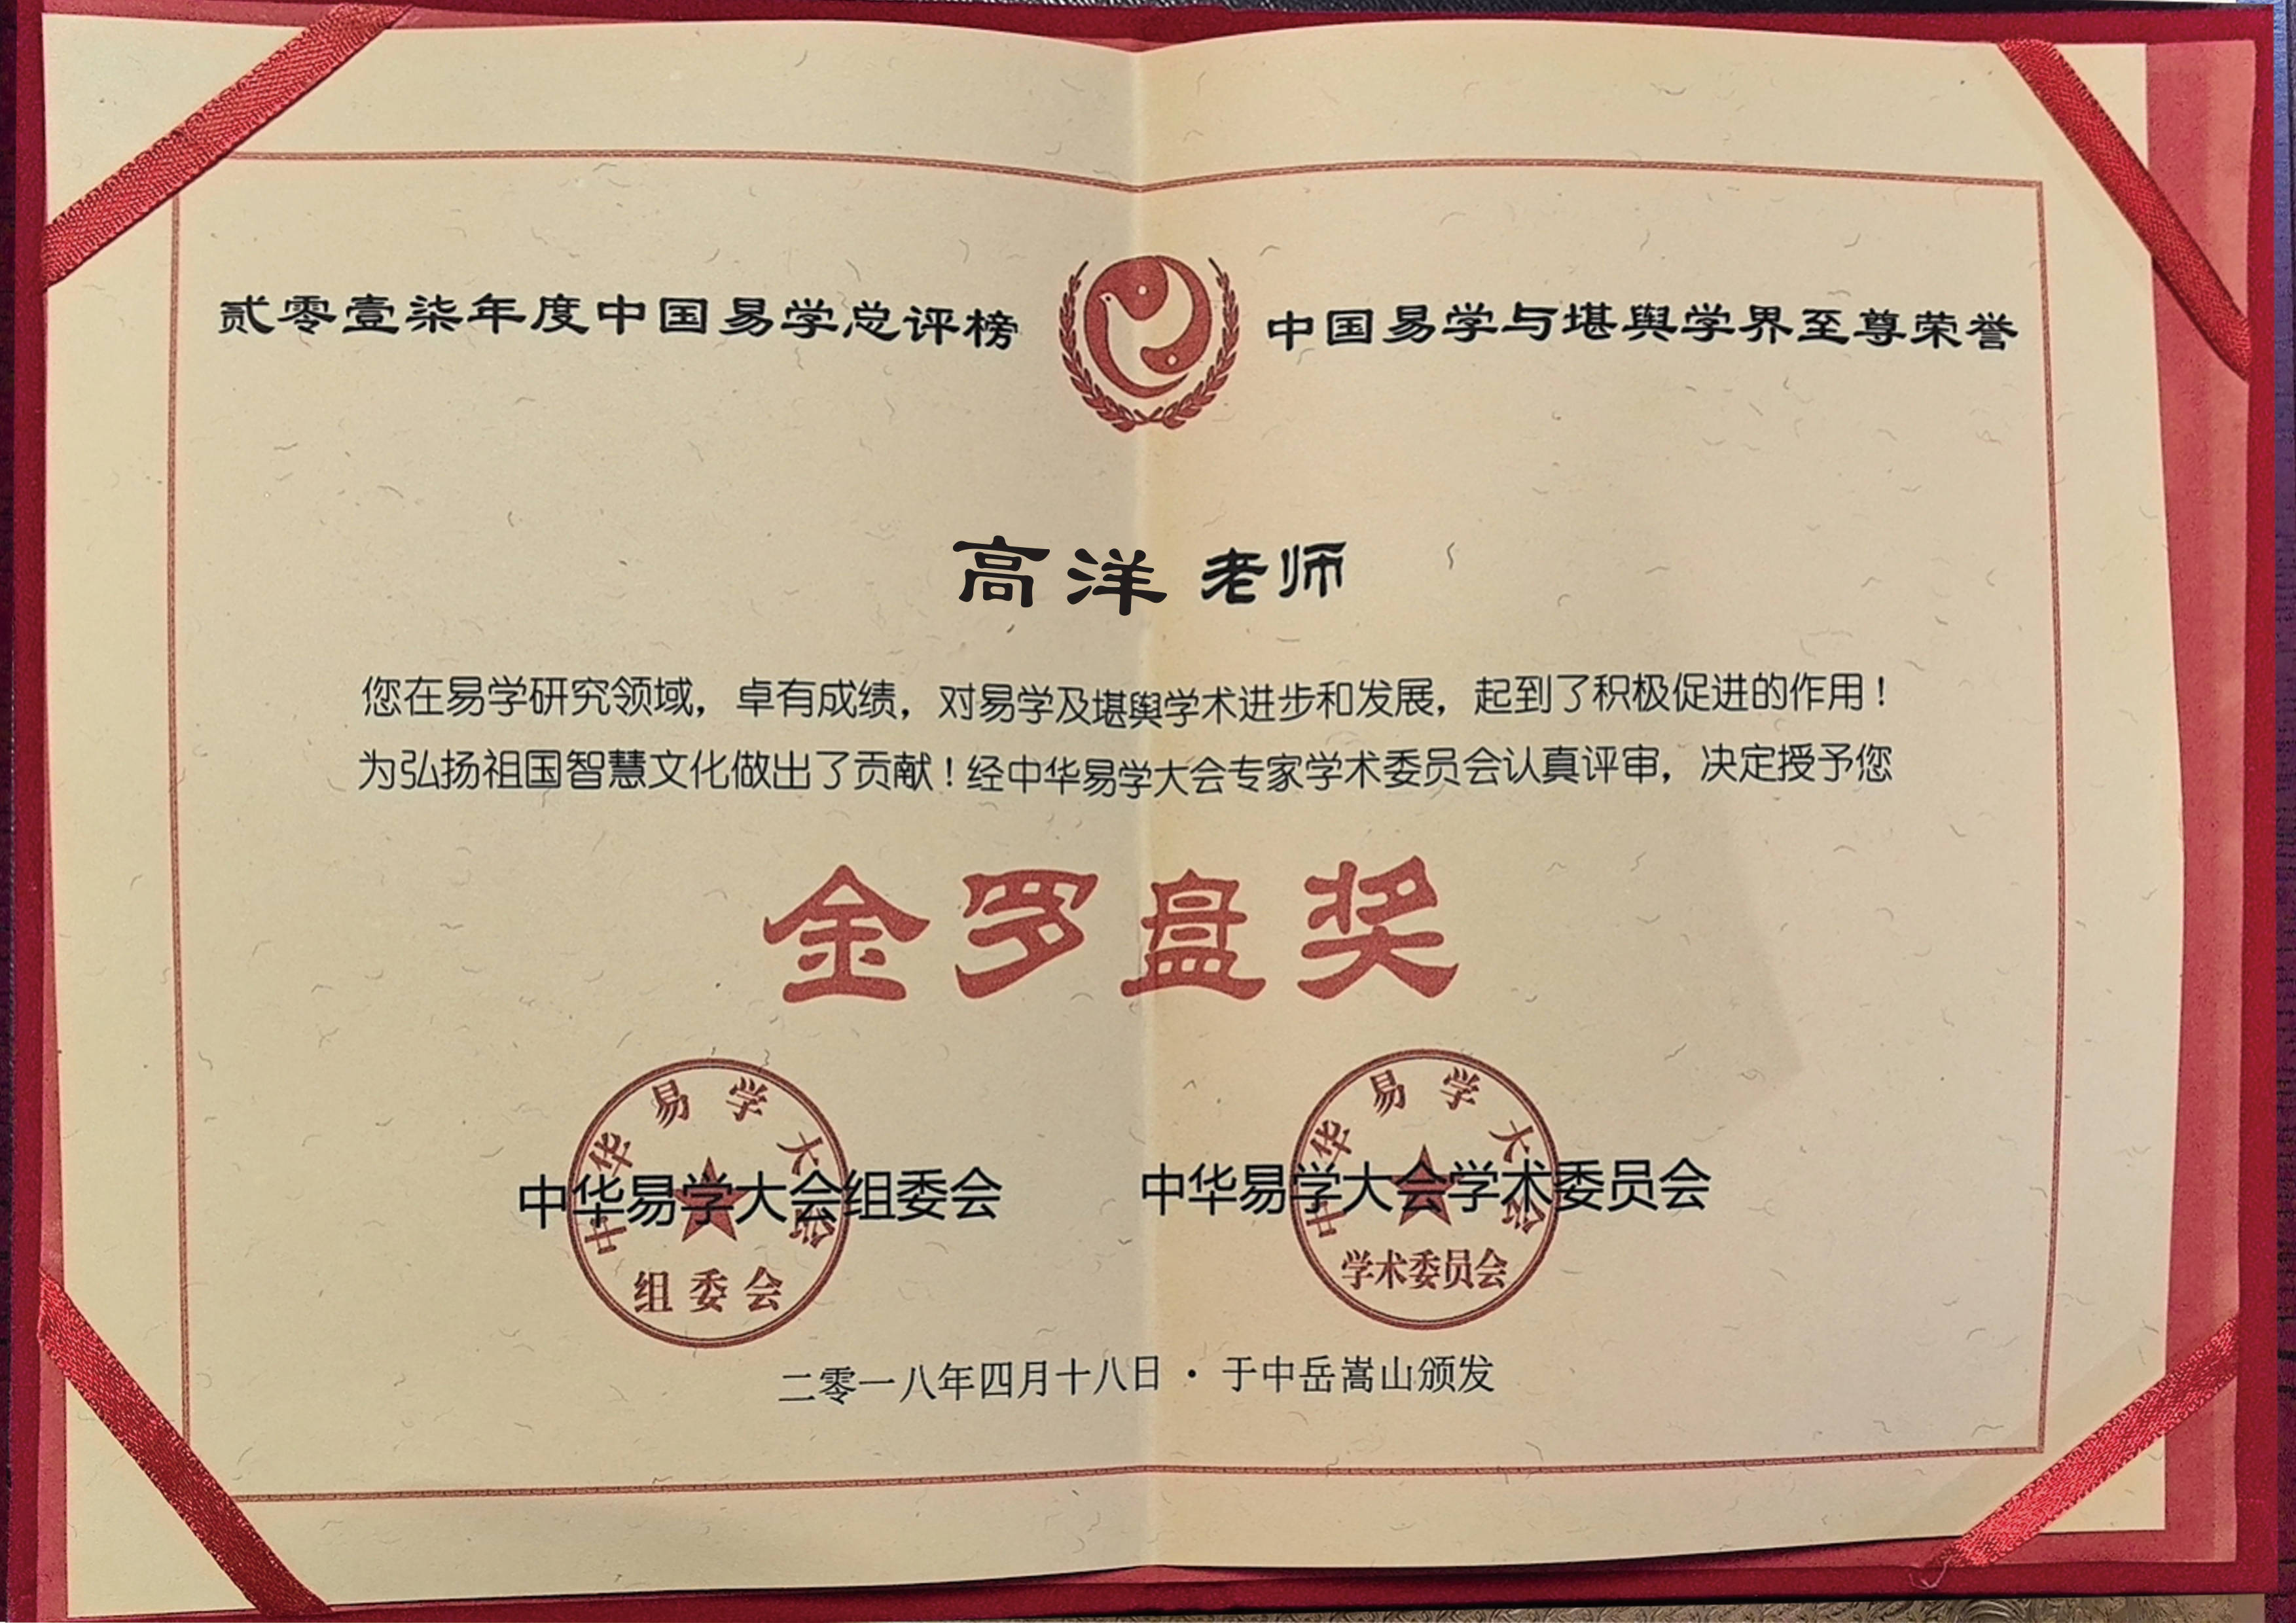 贰零壹柒年度中国易学总评榜 中国易学与堪舆学界至尊荣誉
高洋 老师
您在易学研究领域，卓有成绩，对易学及堪舆学术进步和发展，起到了积极促进的作用！
为弘扬祖国智慧文化做出了贡献！经中华易学大会专家学术委员会认真评审，决定授予您
金罗盘奖
中华易学大会
中华易学大会
中华易学大会组委会 中华易学大会学术委员会
组委会 学术委员会
二零一八年四月十八日·于中岳嵩山颁发